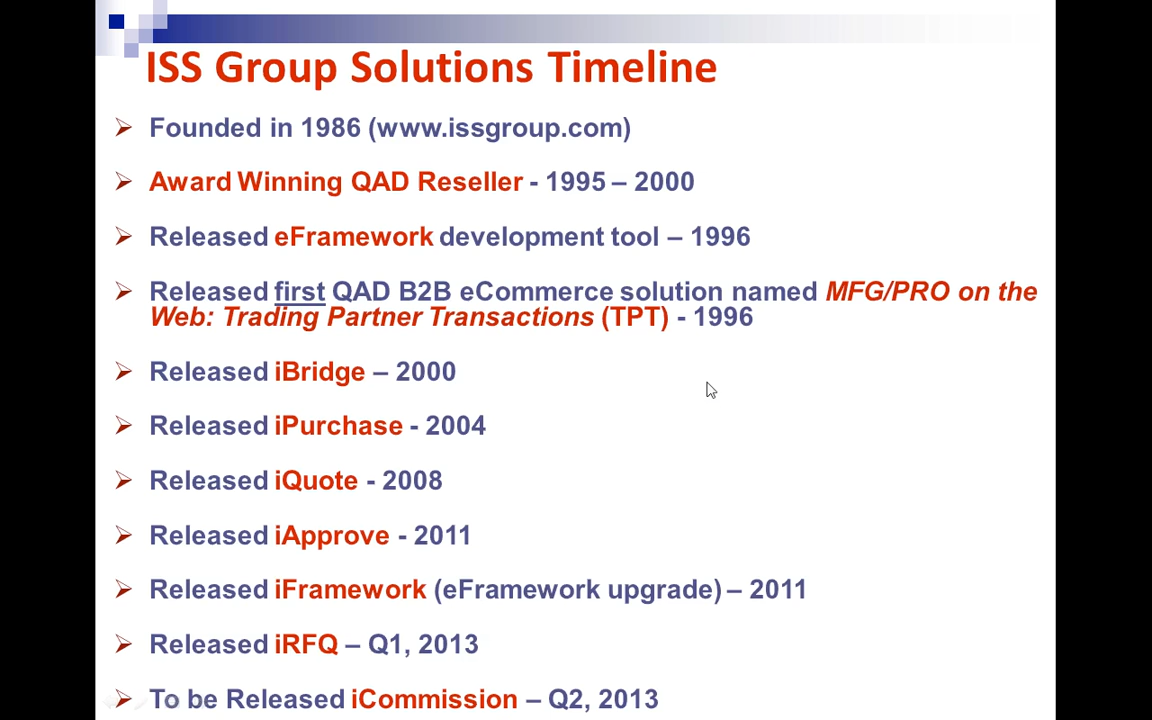 ISS Group Solutions Timeline
Founded in 1986 (www.issgroup.com)
Award Winning QAD Reseller - 1995 – 2000
Released eFramework development tool – 1996
Released first QAD B2B eCommerce solution named MFG/PRO on the
Web: Trading Partner Transactions (TPT) - 1996
Released iBridge – 2000
Released iPurchase - 2004
Released iQuote - 2008
Released iApprove - 2011
Released iFramework (eFramework upgrade) – 2011
Released iRFQ – Q1, 2013
To be Released iCommission – Q2, 2013